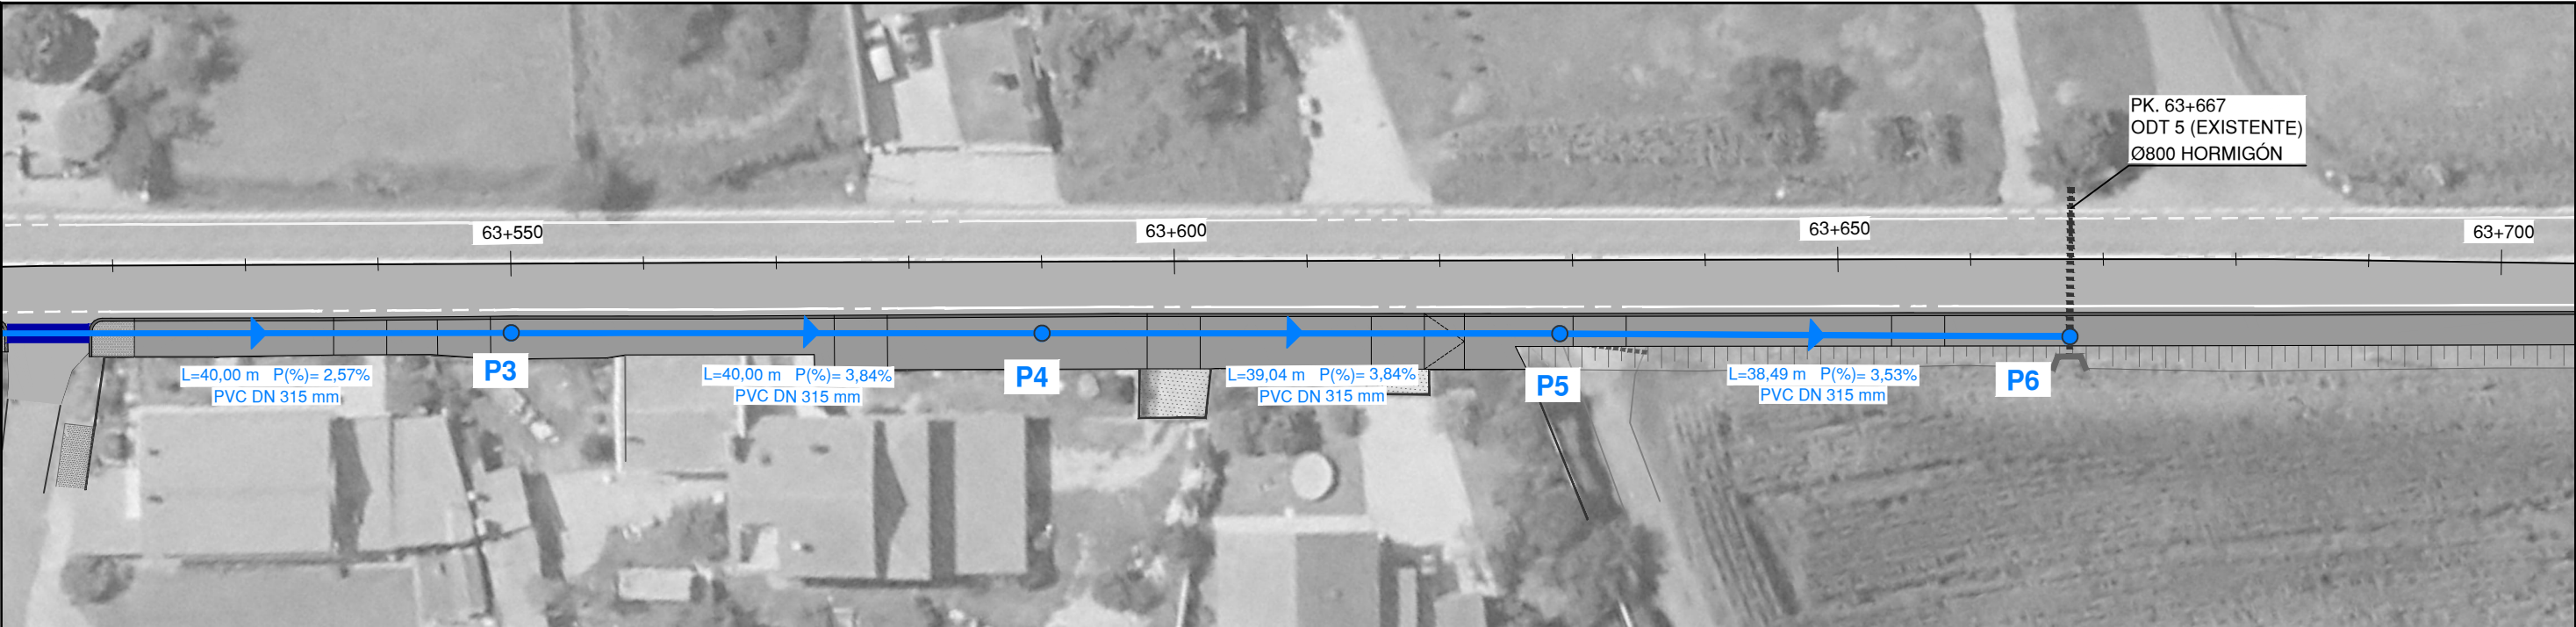 PK. 63+667
ODT 5 (EXISTENTE)
Ø800 HORMIGÓN
63+550
63+600
63+650
63+700
P3
P4
P5
P6
L=40,00 m P(%)= 2,57%
PVC DN 315 mm
L=40,00 m P(%)= 3,84%
PVC DN 315 mm
L=39,04 m P(%)= 3,84%
PVC DN 315 mm
L=38,49 m P(%)= 3,53%
PVC DN 315 mm